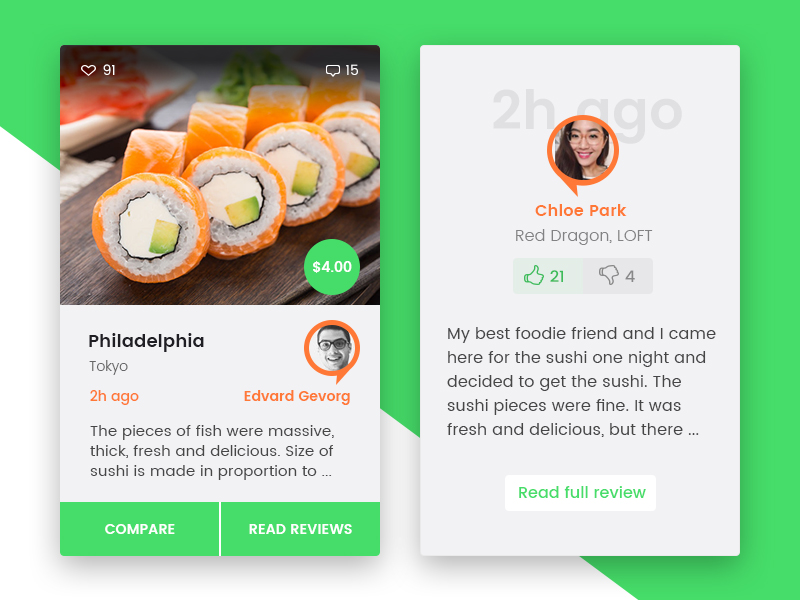 91
15
$4.00
Philadelphia
Tokyo
2h ago
Edvard Gevorg
The pieces of fish were massive,
thick, fresh and delicious. Size of
sushi is made in proportion to ...
COMPARE
READ REVIEWS
2h ago
Chloe Park
Red Dragon, LOFT
21
4
My best foodie friend and I came
here for the sushi one night and
decided to get the sushi. The
sushi pieces were fine. It was
fresh and delicious, but there ...
Read full review